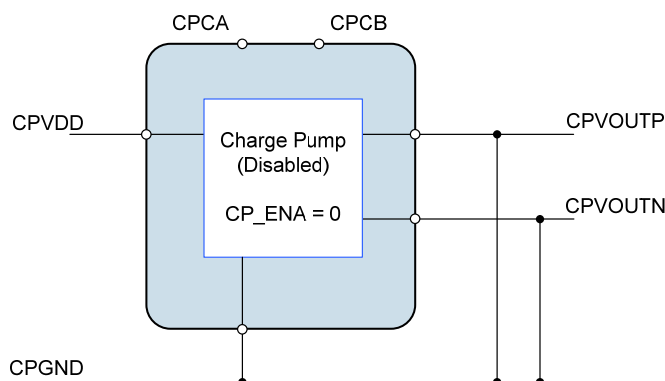 CPCA
CPCB
CPVDD
Charge Pump
(Disabled)
CP_ENA = 0
CPVOUTP
CPVOUTN
CPGND